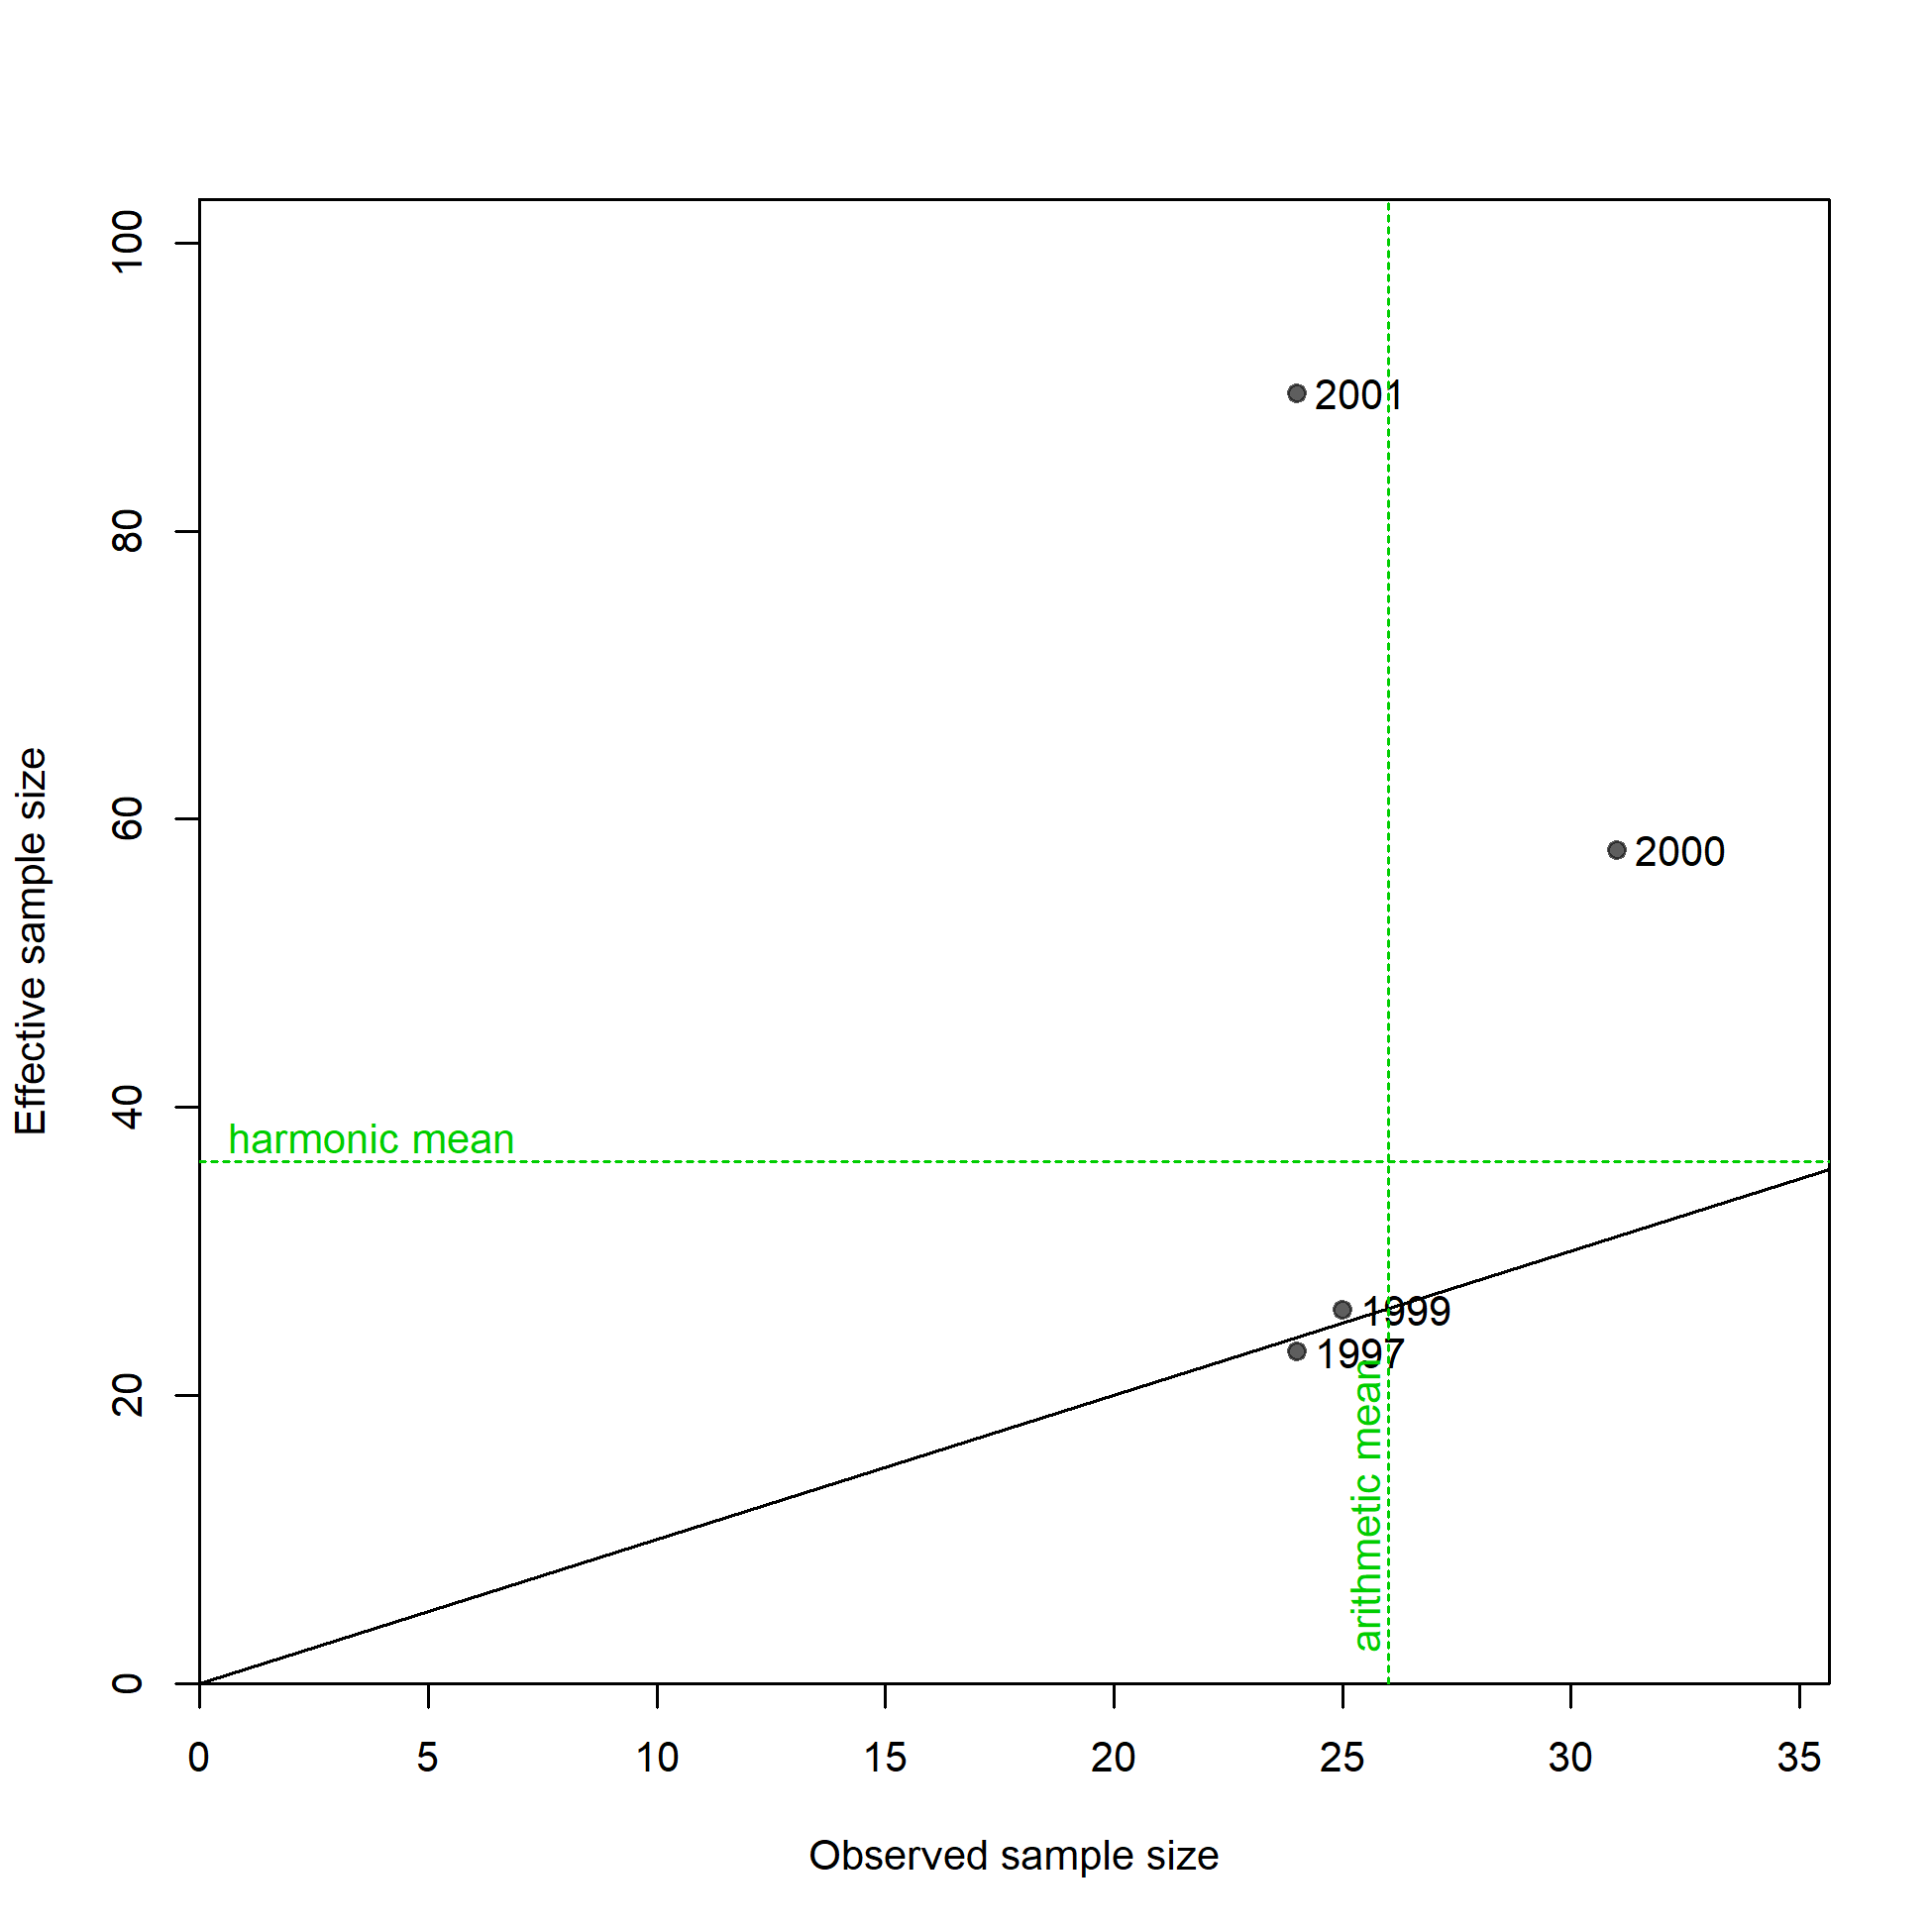 100
80
60
40
20
0
Effective sample size
2001
2000
harmonic mean
1999
1997
arithmetic mean
0 5 10 15 20 25 30 35
Observed sample size